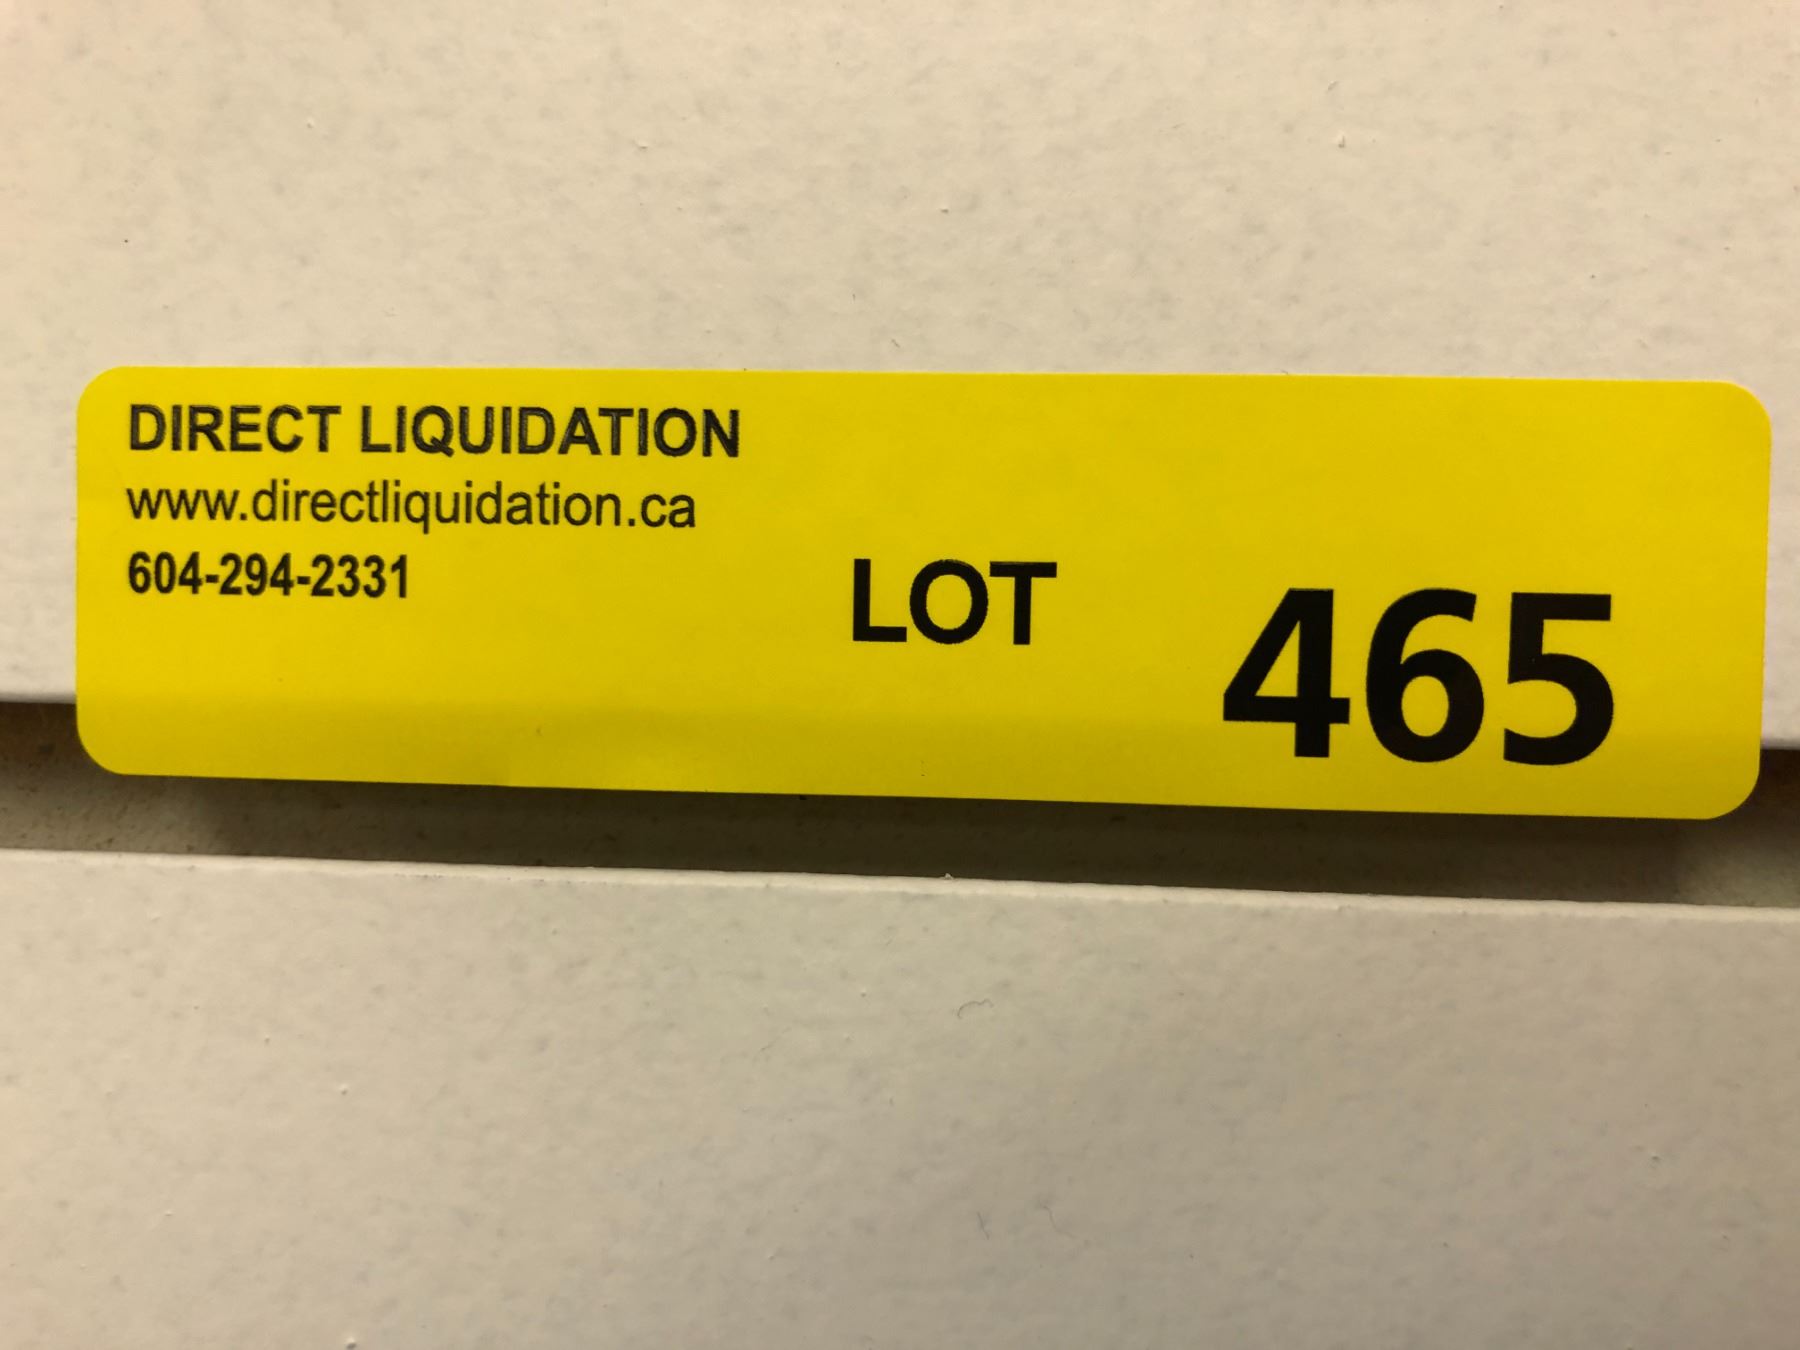 DIRECT LIQUIDATION
www.directliquidation.ca
604-294-2331
LOT 465